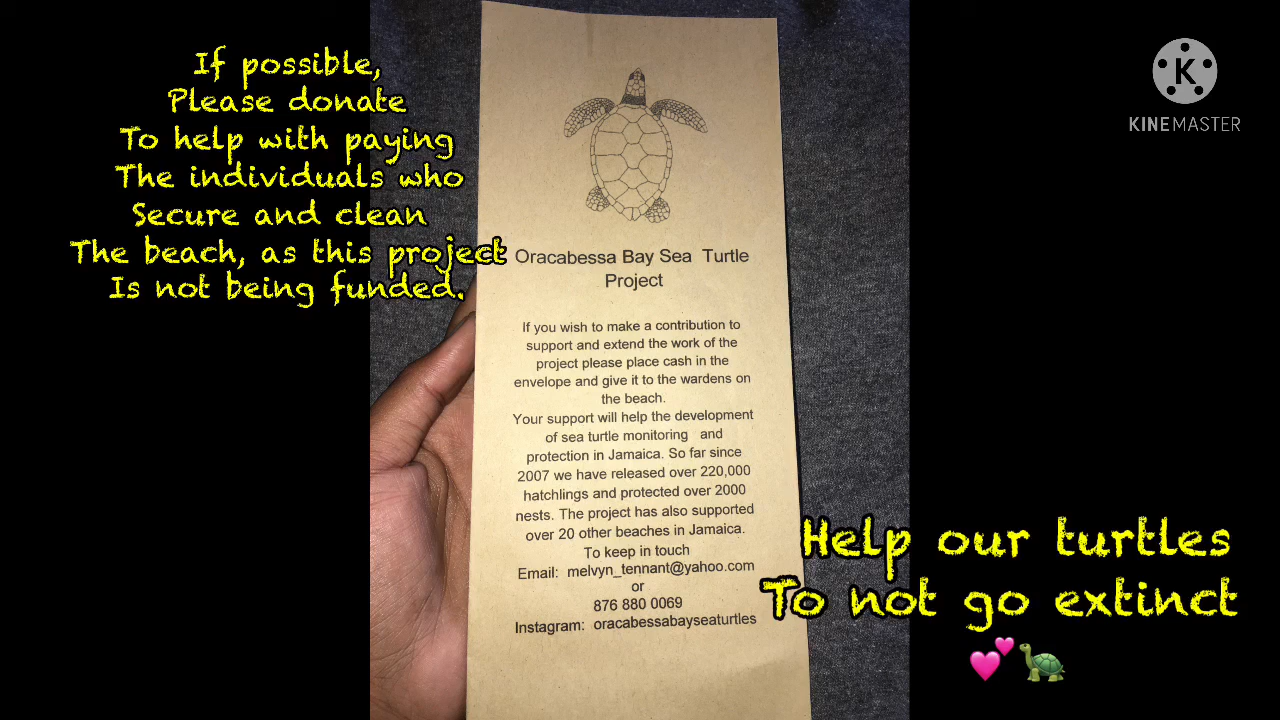 If possible,
Please donate
To help with paying
The individuals who
Secure and clean
The beach, as this project
Is not being funded.
KINEMASTER
Oracabessa Bay Sea Turtle
Project
If you wish to make a contribution to
support and extend the work of the
project please place cash in the
envelope and give it to the wardens on
the beach.
Your support will help the development
of sea turtle monitoring and
protection in Jamaica. So far since
2007 we have released over 220,000
hatchlings and protected over 2000
nests. The project has also supported
over 20 other beaches in Jamaica.
To keep in touch
Email: melvyn_tennant@yahoo.com
or
876 880 0069
Instagram: oracabessabayseaturtles
Help our turtles
To not go extinct
💕🐢